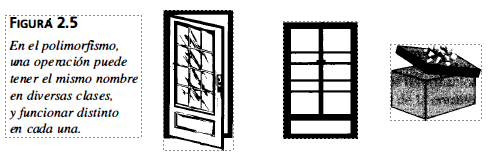 FIGURA 2.5
En el polimorfismo,
una operación puede
tener el mismo nombre
en diversas clases,
y funcionar distinto
en cada una.